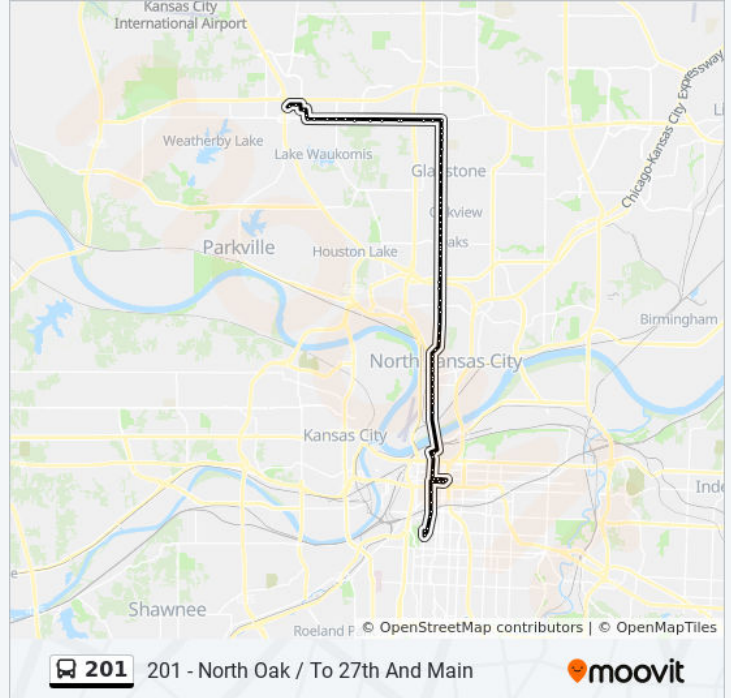 Kansas City
International Airport
Chicago-Kansas City Expressway
Li
Weatherby Lake
Lake Waukomis
Gladstone
Oakview
aks
Parkville
Houston Lake
Birmingham
North Kansas City
Kansas City
Inde
e
Shawnee
Roeland P
© OpenStreetMap contributors | © OpenMapTiles
201
201 - North Oak / To 27th And Main
moovit